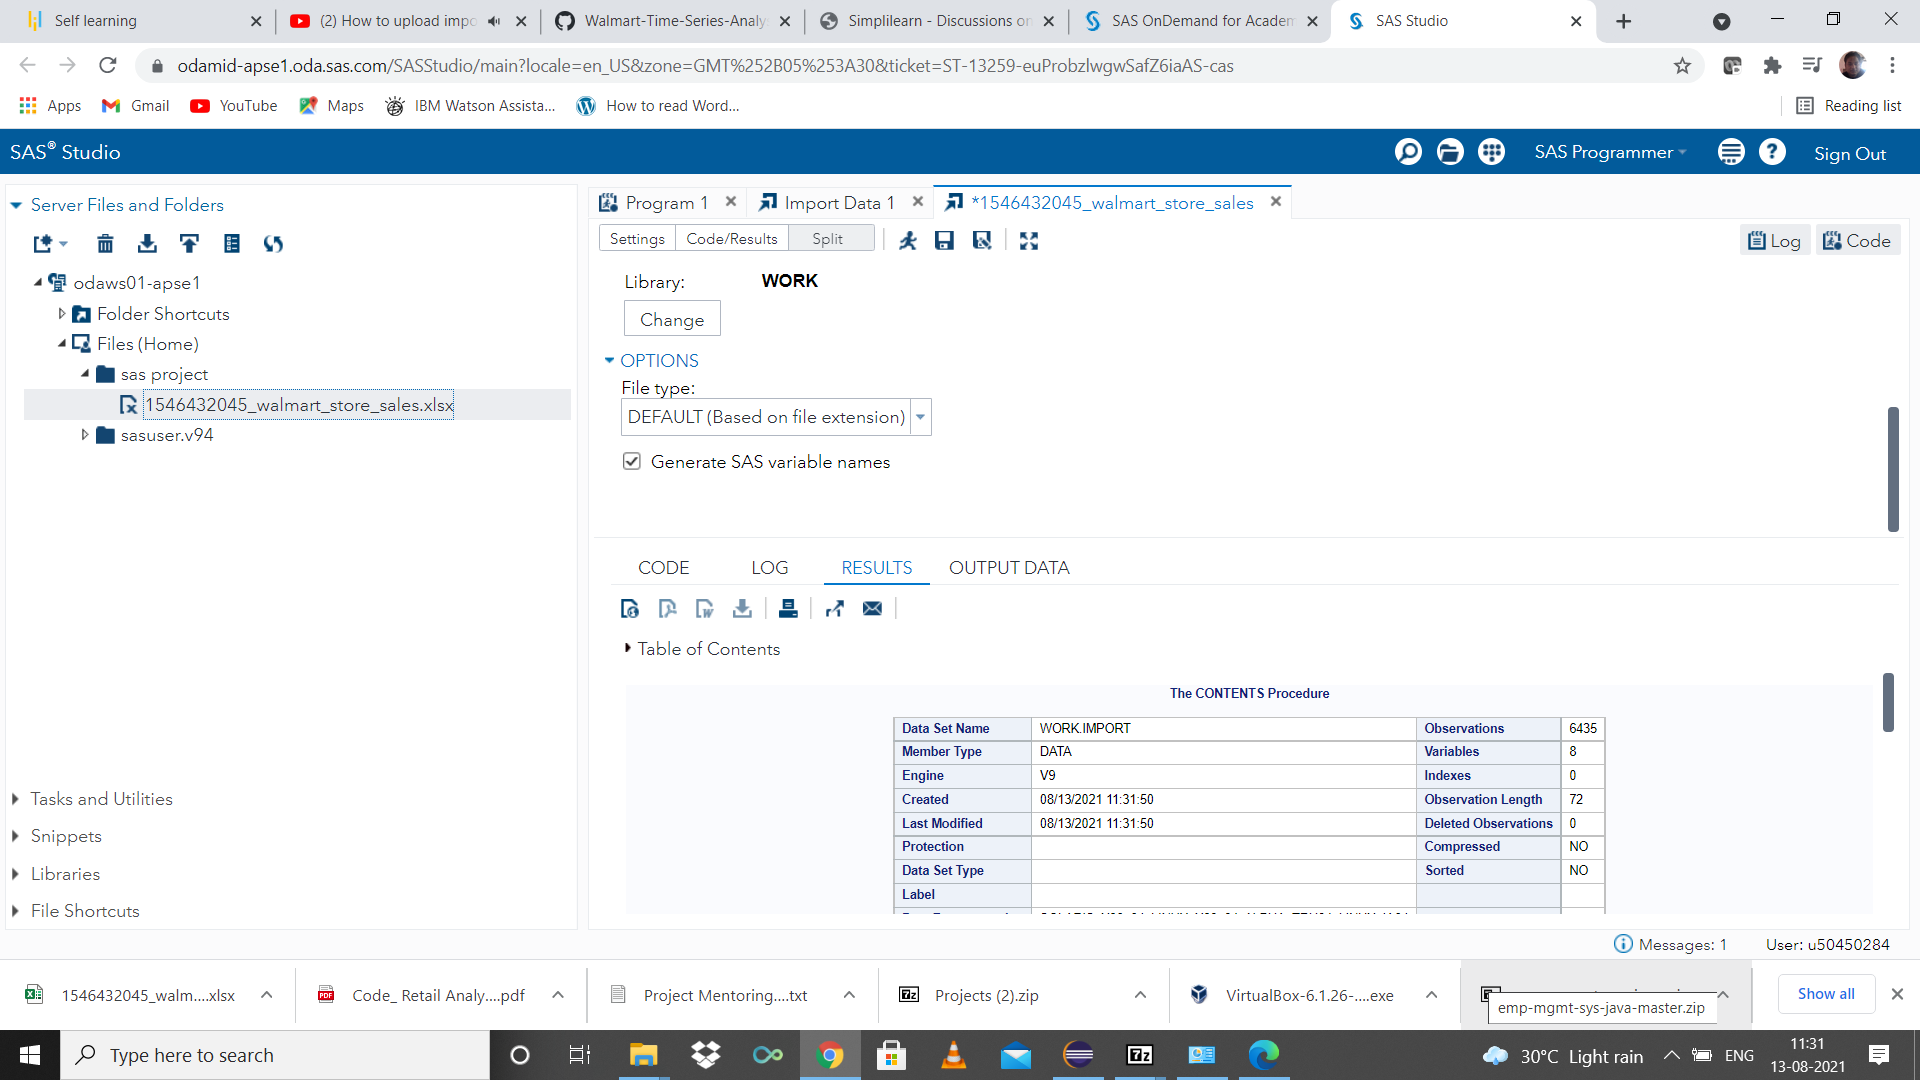 Self learning
(2) How to upload impo
Walmart-Time-Series-Analy
Simplilearn - Discussions on
SAS OnDemand for Academ
SAS Studio
odamid-apse1.oda.sas.com/SASStudio/main?locale=en_US&zone=GMT%252B05%253A30&ticket=ST-13259-euProbzlwgwSafZ6iaAS-cas
Apps
Gmail
YouTube
Maps
IBM Watson Assista...
How to read Word...
Reading list
SAS® Studio
SAS Programmer
Sign Out
Server Files and Folders
Program 1
Import Data 1
*1546432045_walmart_store_sales
Settings
Code/Results
Split
Log
Code
odaws01-apse1
Folder Shortcuts
Files (Home)
sas project
1546432045_walmart_store_sales.xlsx
sasuser.v94
Library: WORK
Change
OPTIONS
File type:
DEFAULT (Based on file extension)
Generate SAS variable names
CODE
LOG
RESULTS
OUTPUT DATA
Table of Contents
The CONTENTS Procedure
Data Set Name WORK.IMPORT Observations 6435
Member Type DATA Variables 8
Engine V9 Indexes 0
Created 08/13/2021 11:31:50 Observation Length 72
Last Modified 08/13/2021 11:31:50 Deleted Observations 0
Protection Compressed NO
Data Set Type Sorted NO
Label
Tasks and Utilities
Snippets
Libraries
File Shortcuts
Messages: 1
User: u50450284
1546432045_walm....xlsx
Code_ Retail Analy....pdf
PDF
Project Mentoring....txt
Projects (2).zip
VirtualBox-6.1.26-....exe
emp-mgmt-sys-java-master.zip
Show all
Type here to search
30°C Light rain
ENG
11:31
13-08-2021